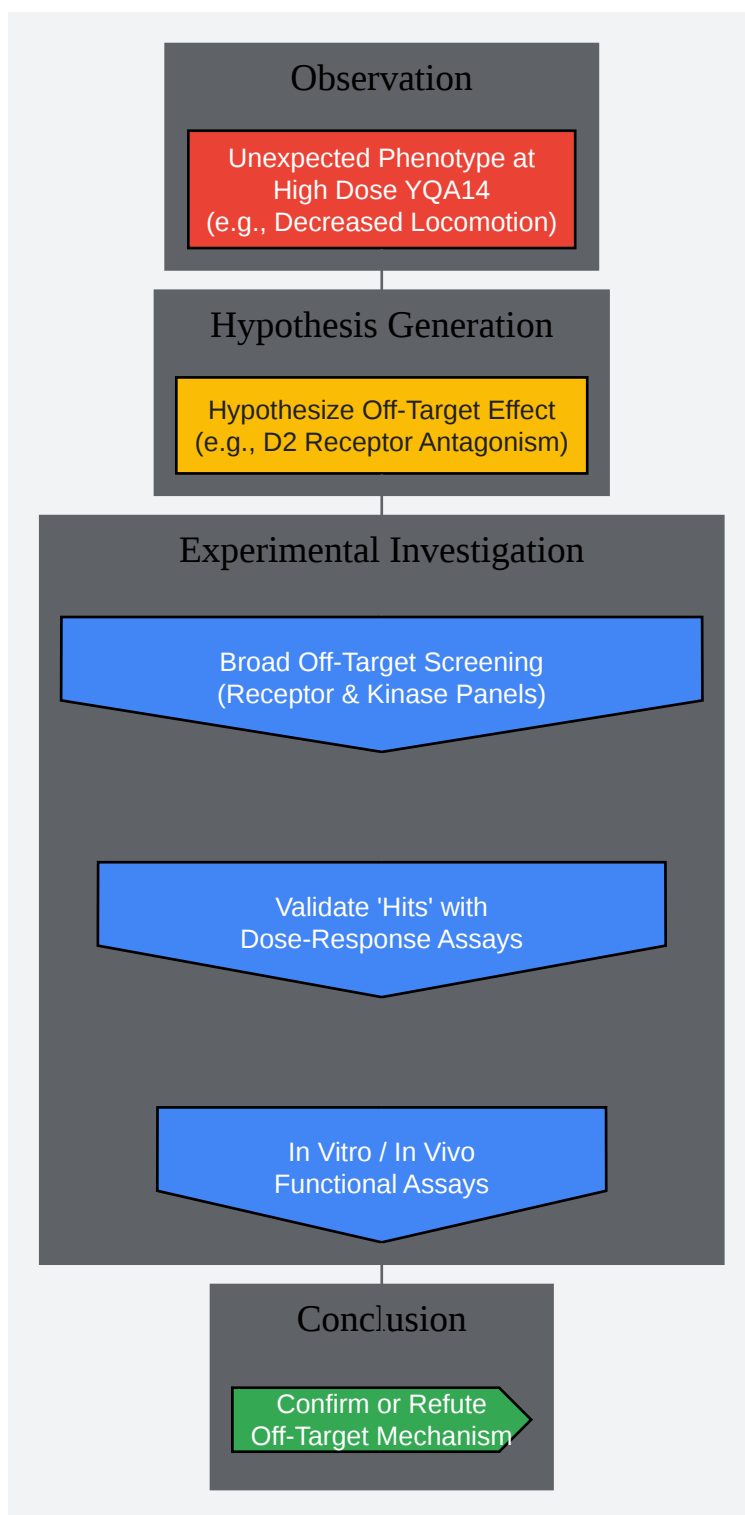 Observation
Unexpected Phenotype at
High Dose YQA14
(e.g., Decreased Locomotion)
Hypothesis Generation
Hypothesize Off-Target Effect
(e.g., D2 Receptor Antagonism)
Experimental Investigation
Broad Off-Target Screening
(Receptor & Kinase Panels)
Validate 'Hits' with
Dose-Response Assays
In Vitro / In Vivo
Functional Assays
Conclusion
Confirm or Refute
Off-Target Mechanism